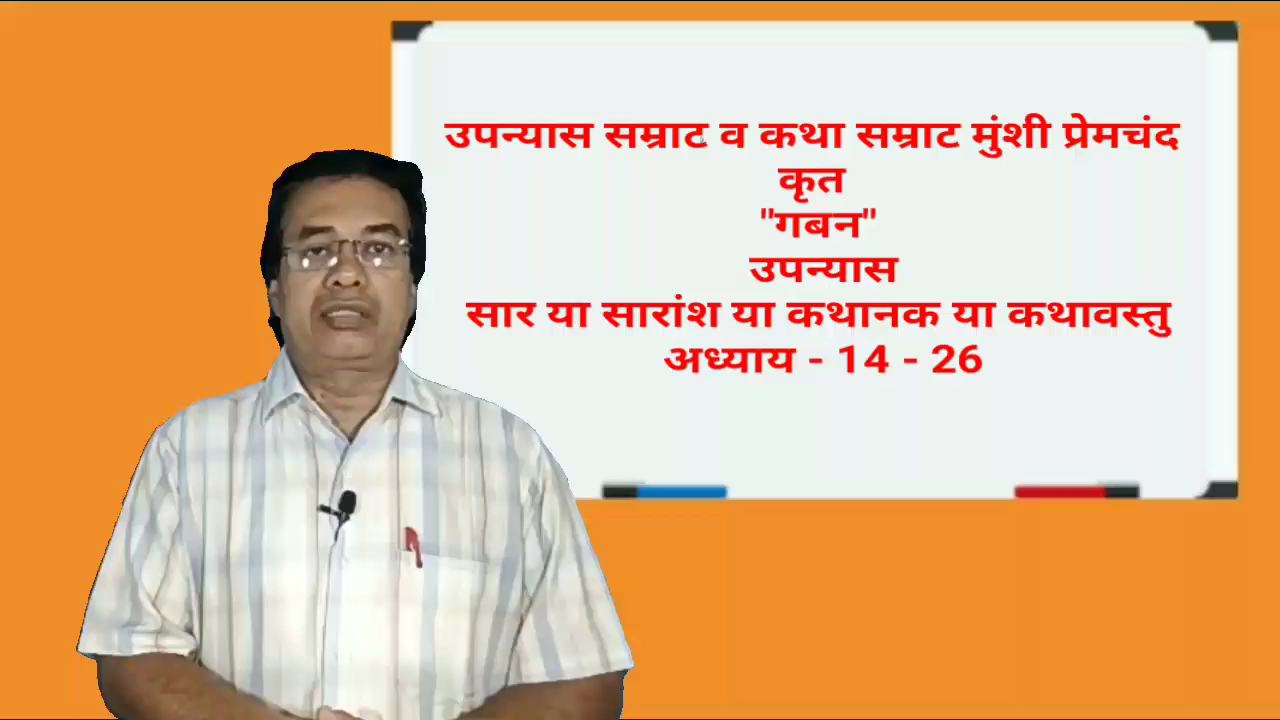 उपन्यास सम्राट व कथा सम्राट मुंशी प्रेमचंद
कृत
"गबन"
उपन्यास
सार या सारांश या कथानक या कथावस्तु
अध्याय - 14 - 26